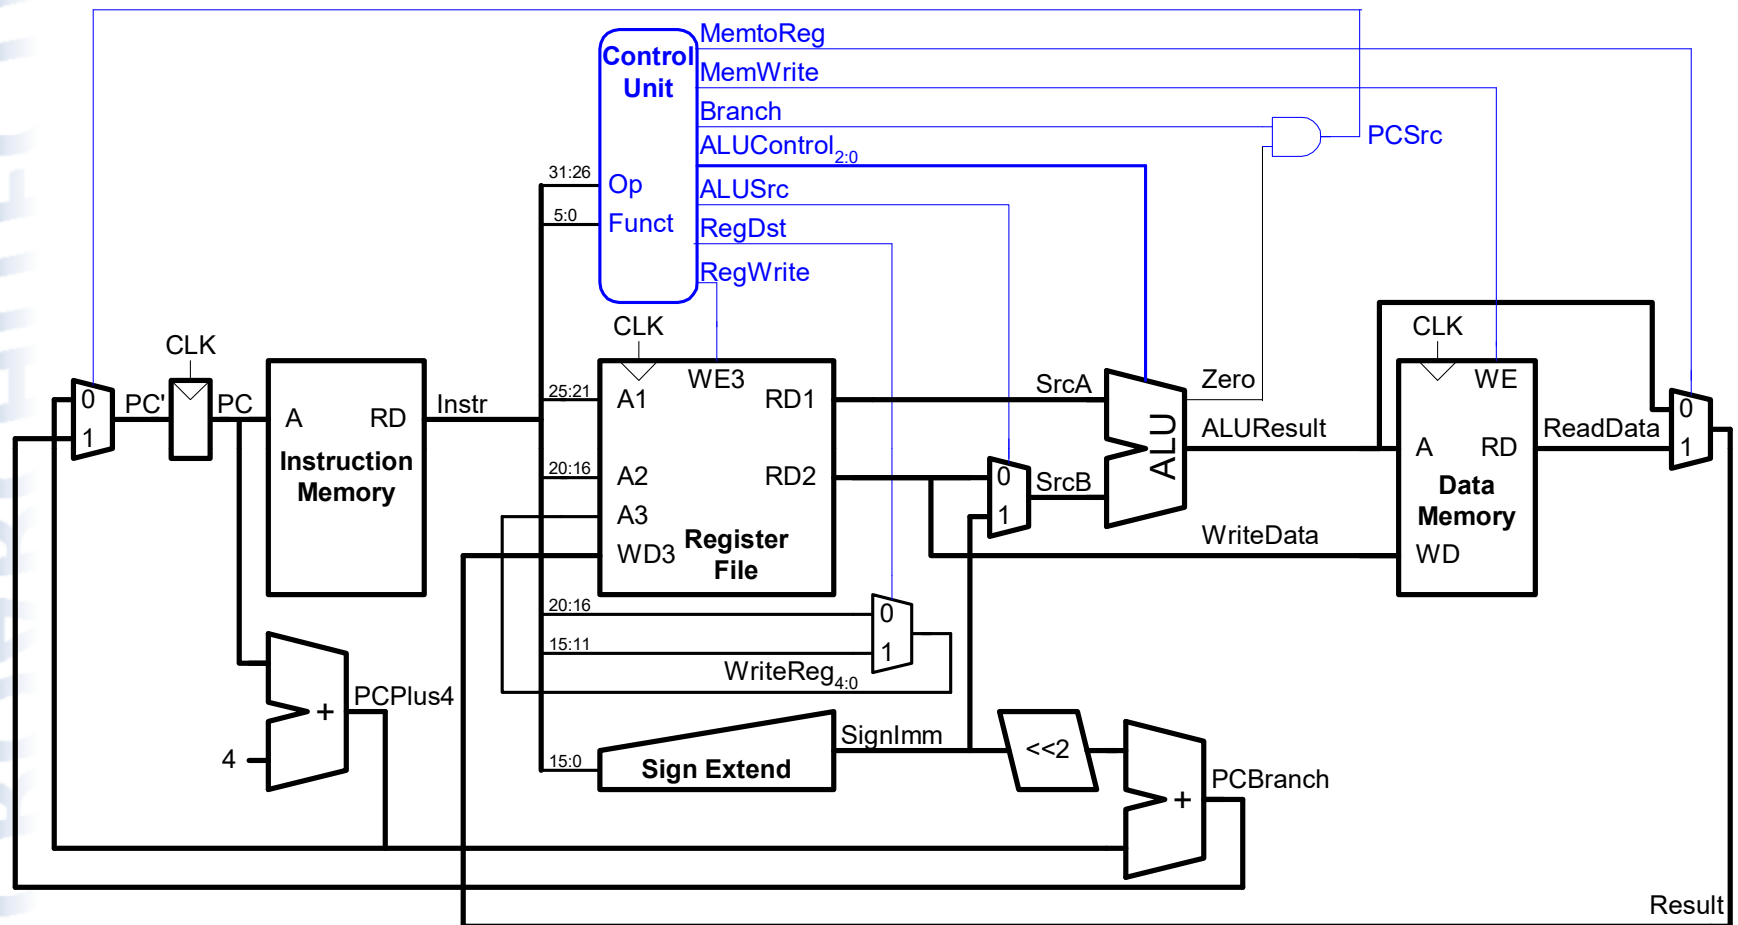 MemtoReg
Control
Unit
MemWrite
Branch
PCSrc
ALUControl2:0
31:26
Op
ALUSrc
5:0
Funct
RegDst
RegWrite
CLK
CLK
CLK
0
1
PC'
PC
A
RD
Instruction
Memory
Instr
25:21
A1
WE3
RD1
20:16
A2
RD2
A3
WD3
Register
File
SrcA
0
1
SrcB
ALU
Zero
ALUResult
WriteData
WE
A
RD
Data
Memory
WD
ReadData
0
1
20:16
0
15:11
1
WriteReg4:0
PCPlus4
+
4
15:0
Sign Extend
SignImm
<<2
+
PCBranch
Result